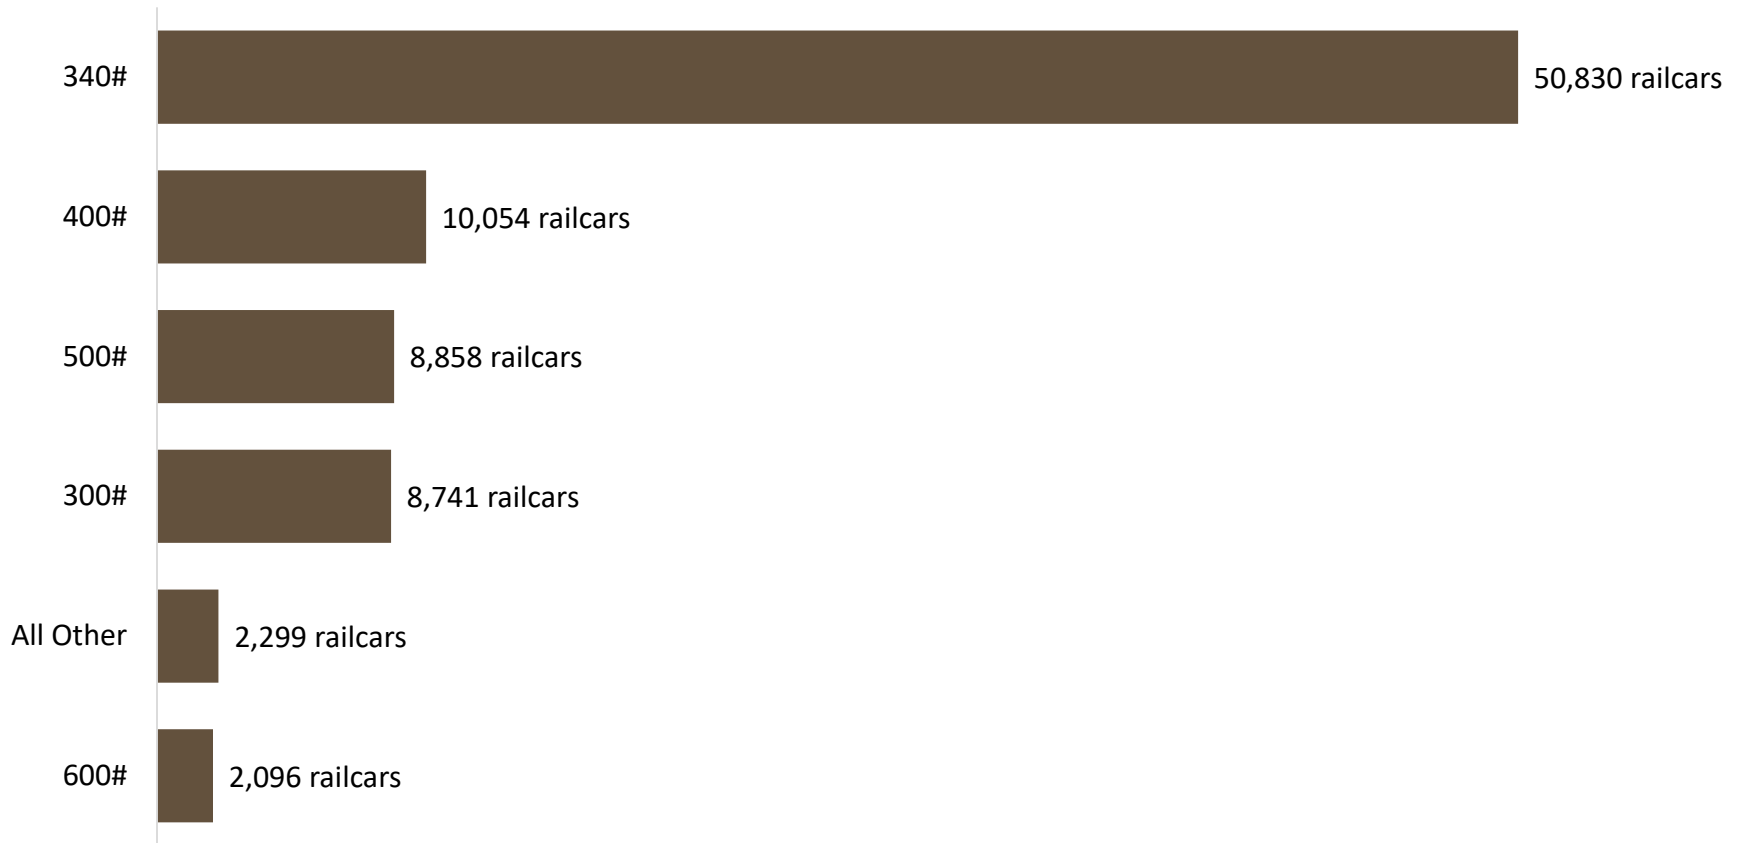 340# 50,830 railcars
400# 10,054 railcars
500# 8,858 railcars
300# 8,741 railcars
All Other 2,299 railcars
600# 2,096 railcars